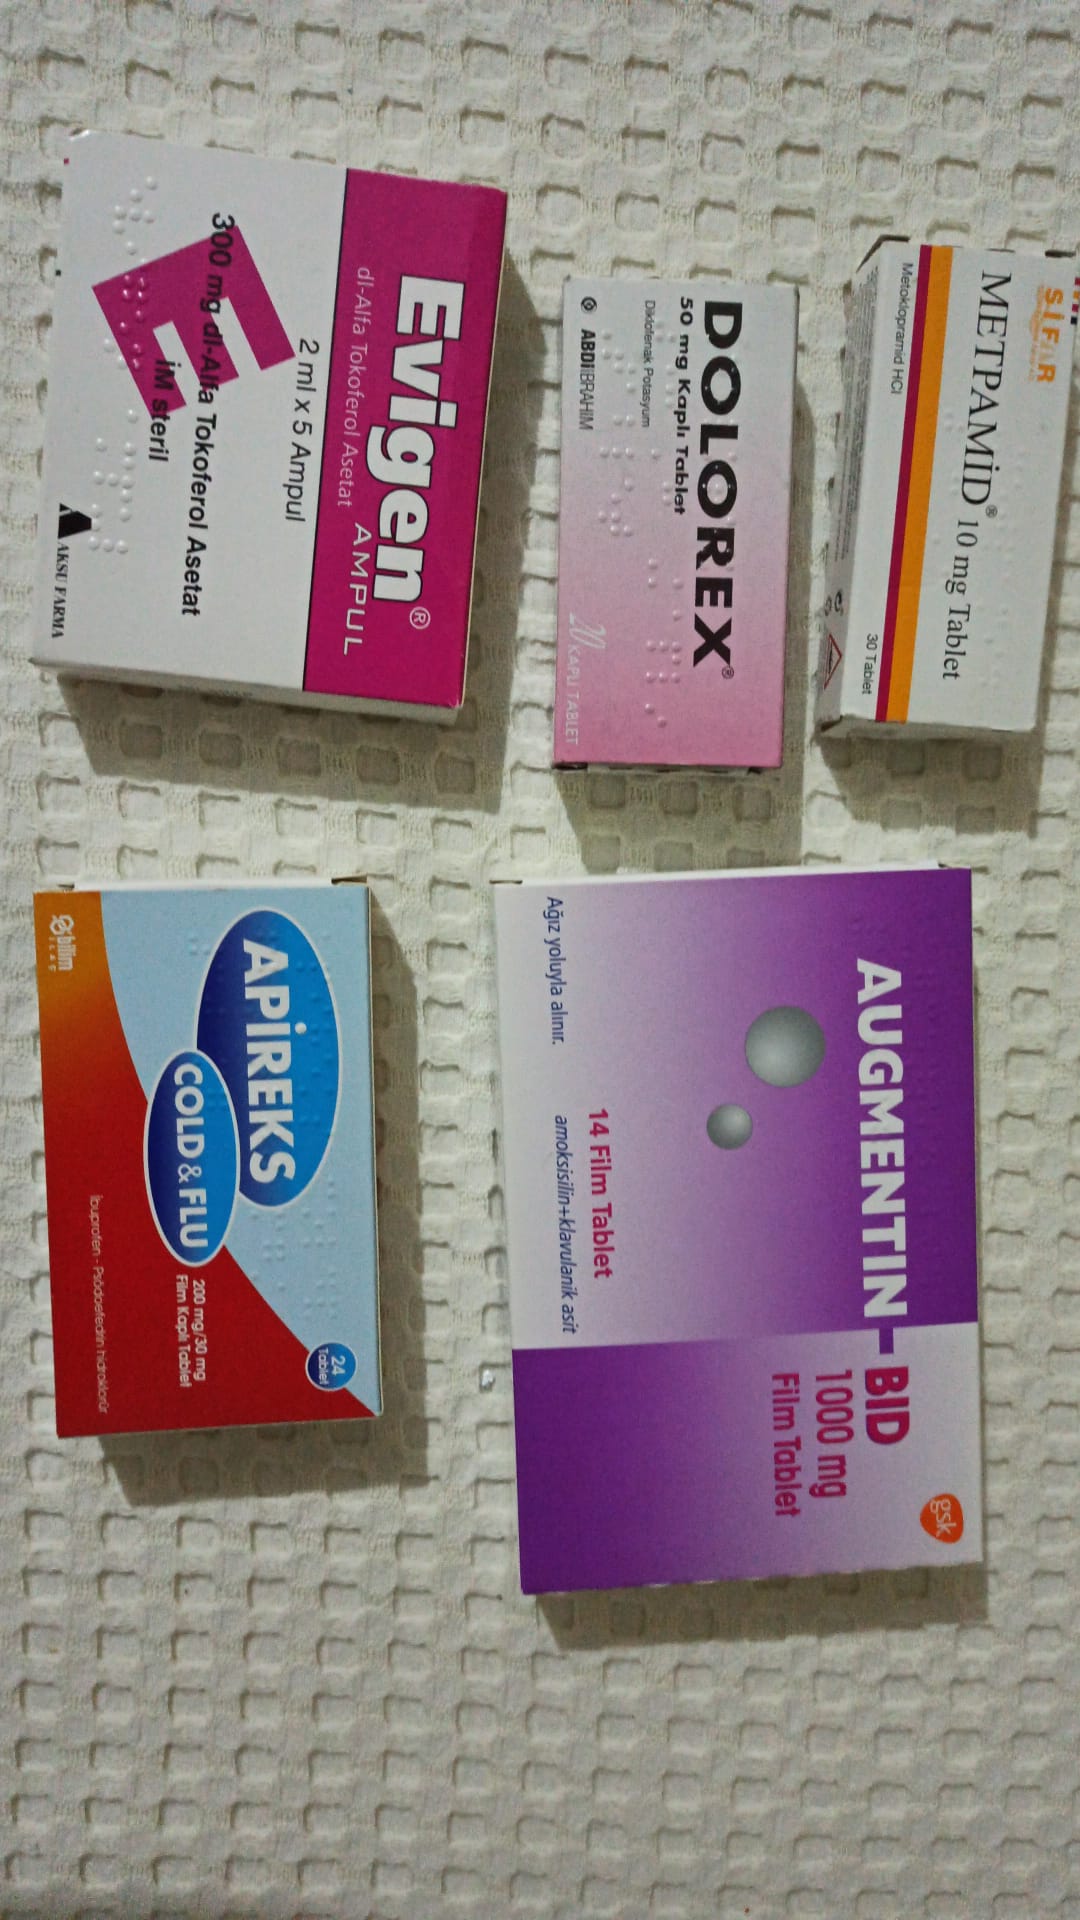 SİFAR
METPAMİD® 10 mg Tablet
Metoklopramid HCl
30 Tablet
DOLOREX®
50 mg Kaplı Tablet
Diklofenak Potasyum
ABDİİBRAHİM
20 KAPLI TABLET
Evigen®
AMPUL
dl-Alfa Tokoferol Asetat
2 ml x 5 Ampul
300 mg dl-Alfa Tokoferol Asetat
İM steril
AKSU FARMA
gsk
AUGMENTIN-BID
1000 mg
Film Tablet
14 Film Tablet
amoksisilin+klavulanik asit
Ağız yoluyla alınır.
24
Tablet
APİREKS
COLD & FLU
200 mg/30 mg
Film Kaplı Tablet
İbuprofen - Psödoefedrin hidroklorür
bilim
İLAÇ